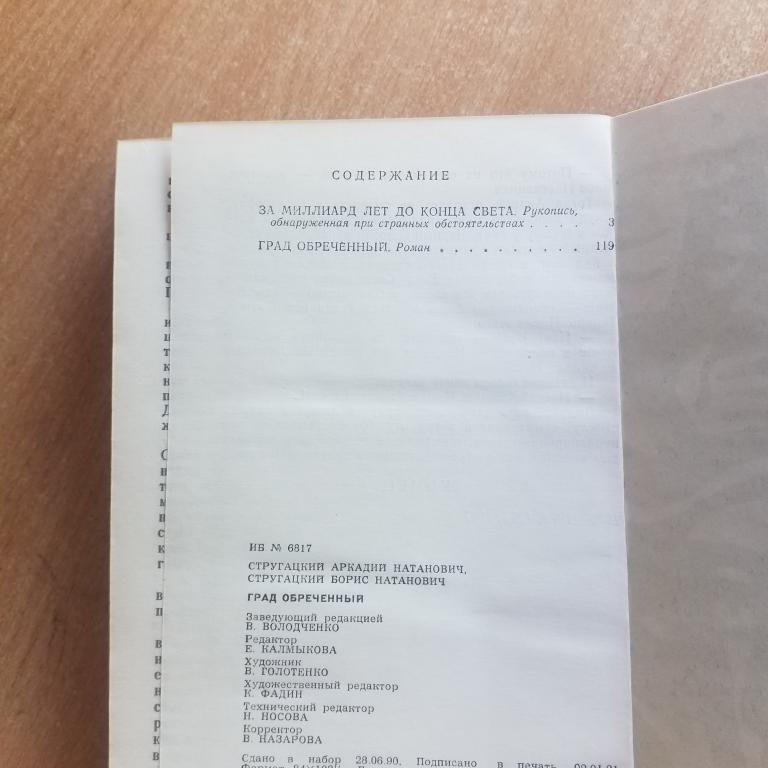 СОДЕРЖАНИЕ
ЗА МИЛЛИАРД ЛЕТ ДО КОНЦА СВЕТА. Рукопись,
обнаруженная при странных обстоятельствах . . . . 3
ГРАД ОБРЕЧЕННЫЙ. Роман . . . . . . . . . . 119
ИБ № 6817
СТРУГАЦКИЙ АРКАДИЙ НАТАНОВИЧ,
СТРУГАЦКИЙ БОРИС НАТАНОВИЧ
ГРАД ОБРЕЧЕННЫЙ
Заведующий редакцией
В. ВОЛОДЧЕНКО
Редактор
Е. КАЛМЫКОВА
Художник
В. ГОЛОТЕНКО
Художественный редактор
К. ФАДИН
Технический редактор
Н. НОСОВА
Корректор
В. НАЗАРОВА
Сдано в набор 28.06.90. Подписано в печать